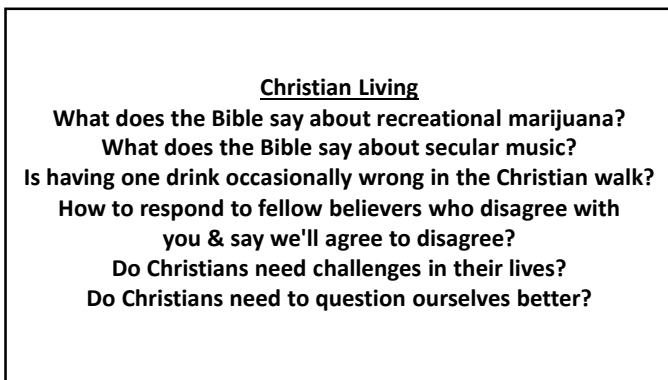 Christian Living
What does the Bible say about recreational marijuana?
What does the Bible say about secular music?
Is having one drink occasionally wrong in the Christian walk?
How to respond to fellow believers who disagree with
you & say we'll agree to disagree?
Do Christians need challenges in their lives?
Do Christians need to question ourselves better?